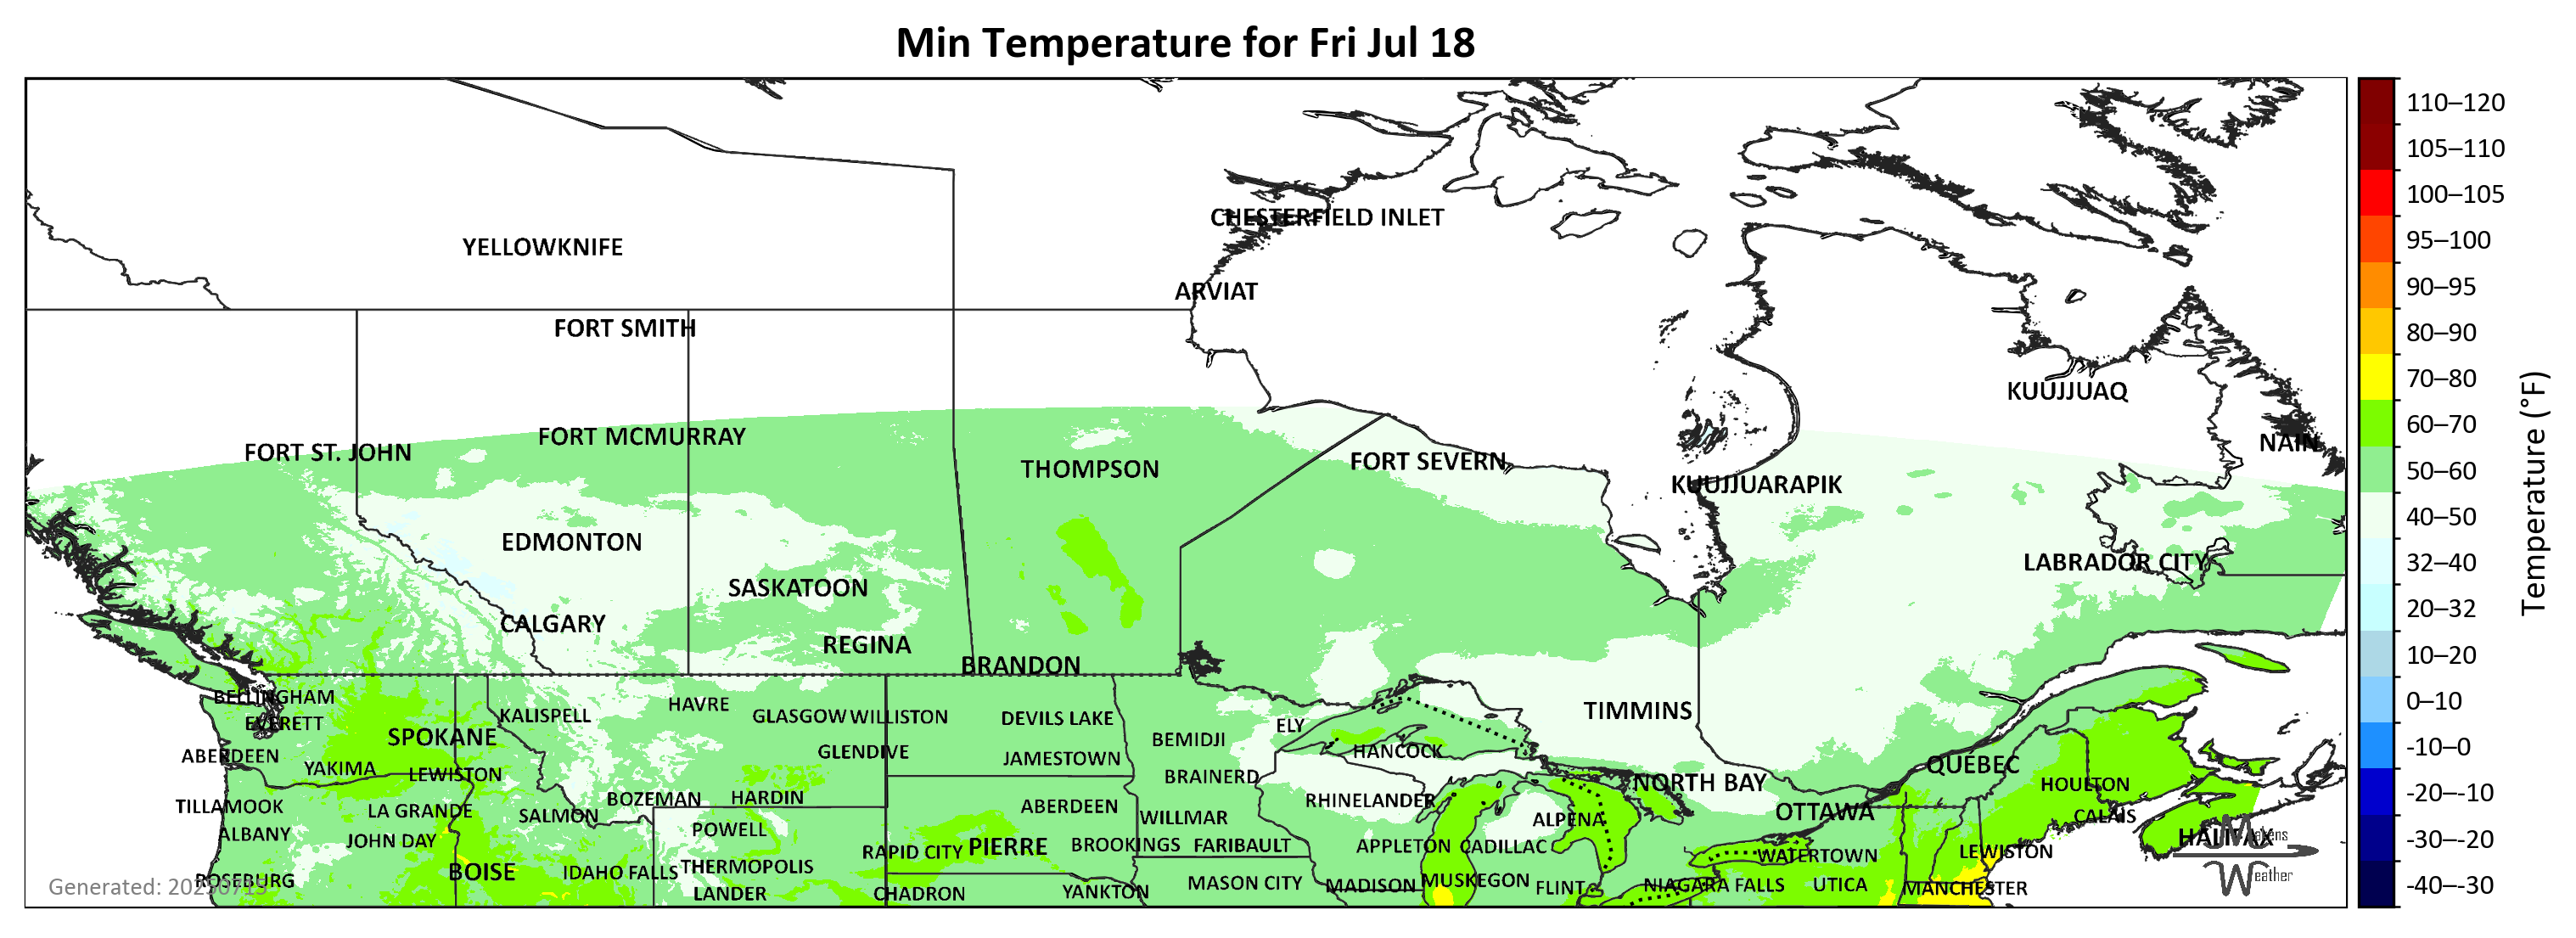 Min Temperature for Fri Jul 18
110–120
105–110
100–105
95–100
90–95
80–90
70–80
60–70
50–60
40–50
32–40
20–32
10–20
0–10
-10–0
-20–-10
-30–-20
-40–-30
Temperature (°F)
CHESTERFIELD INLET
YELLOWKNIFE
ARVIAT
FORT SMITH
KUUJJUAQ
FORT MCMURRAY
NAIN
FORT ST. JOHN
FORT SEVERN
THOMPSON
KUUJJUARAPIK
EDMONTON
LABRADOR CITY
SASKATOON
CALGARY
REGINA
BRANDON
BELLINGHAM
HAVRE
TIMMINS
KALISPELL
GLASGOW
WILLISTON
DEVILS LAKE
EVERETT
ELY
SPOKANE
BEMIDJI
ABERDEEN
GLENDIVE
JAMESTOWN
HANCOCK
QUÉBEC
YAKIMA
LEWISTON
BRAINERD
NORTH BAY
HOULTON
BOZEMAN
HARDIN
RHINELANDER
TILLAMOOK
LA GRANDE
SALMON
ABERDEEN
WILLMAR
ALPENA
OTTAWA
CALAIS
ALBANY
JOHN DAY
POWELL
HALIFAX
RAPID CITY
PIERRE
BROOKINGS
FARIBAULT
APPLETON
CADILLAC
WATERTOWN
LEWISTON
BOISE
IDAHO FALLS
THERMOPOLIS
ROSEBURG
MASON CITY
MADISON
MUSKEGON
FLINT
NIAGARA FALLS
UTICA
MANCHESTER
LANDER
CHADRON
YANKTON
Generated: 20250715
Makens
Weather